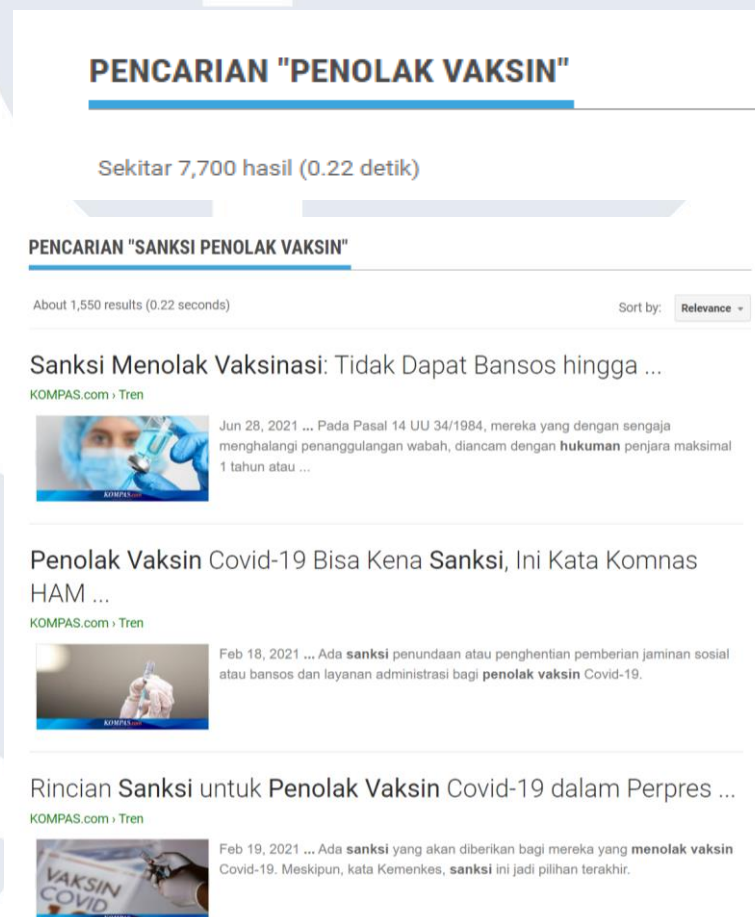 PENCARIAN "PENOLAK VAKSIN"
Sekitar 7,700 hasil (0.22 detik)
PENCARIAN "SANKSI PENOLAK VAKSIN"
About 1,550 results (0.22 seconds)
Sort by: Relevance
Sanksi Menolak Vaksinasi: Tidak Dapat Bansos hingga ...
KOMPAS.com › Tren
Jun 28, 2021 ... Pada Pasal 14 UU 34/1984, mereka yang dengan sengaja
menghalangi penanggulangan wabah, diancam dengan hukuman penjara maksimal
1 tahun atau ...
KOMPAS.com
Penolak Vaksin Covid-19 Bisa Kena Sanksi, Ini Kata Komnas
HAM ...
KOMPAS.com › Tren
Feb 18, 2021 ... Ada sanksi penundaan atau penghentian pemberian jaminan sosial
atau bansos dan layanan administrasi bagi penolak vaksin Covid-19.
KOMPAS.com
Rincian Sanksi untuk Penolak Vaksin Covid-19 dalam Perpres ...
KOMPAS.com › Tren
Feb 19, 2021 ... Ada sanksi yang akan diberikan bagi mereka yang menolak vaksin
Covid-19. Meskipun, kata Kemenkes, sanksi ini jadi pilihan terakhir.
VAKSIN
COVID